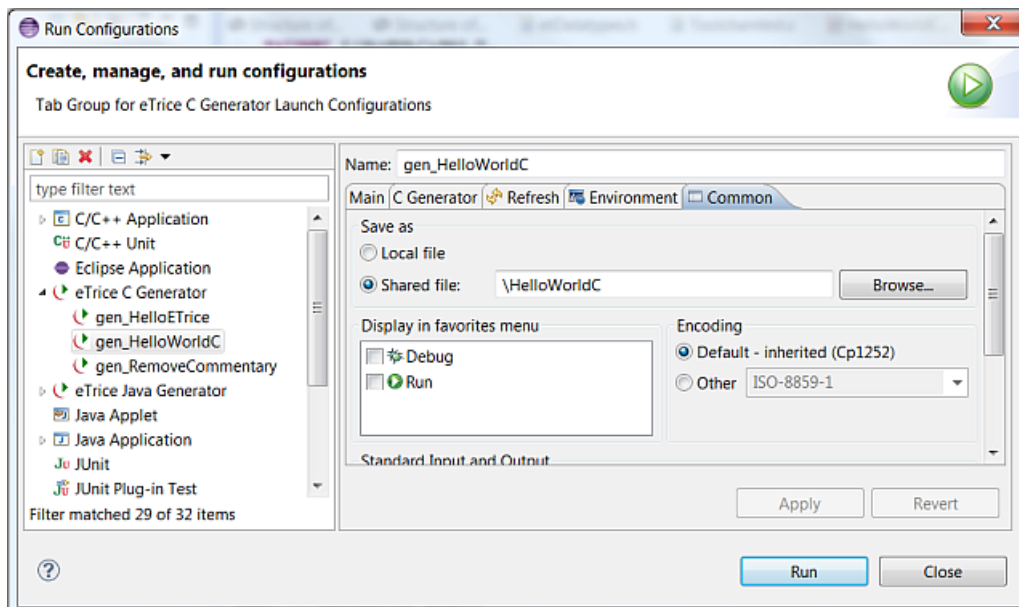 Run Configurations
Create, manage, and run configurations
Tab Group for eTrice C Generator Launch Configurations
type filter text
C/C++ Application
C/C++ Unit
Eclipse Application
eTrice C Generator
gen_HelloETrice
gen_HelloWorldC
gen_RemoveCommentary
eTrice Java Generator
Java Applet
Java Application
JUnit
JUnit Plug-in Test
Filter matched 29 of 32 items
Name: gen_HelloWorldC
Main C Generator Refresh Environment Common
Save as
Local file
Shared file: \HelloWorldC Browse...
Display in favorites menu
Debug
Run
Encoding
Default - inherited (Cp1252)
Other ISO-8859-1
Standard Input and Output
Apply Revert
Run Close